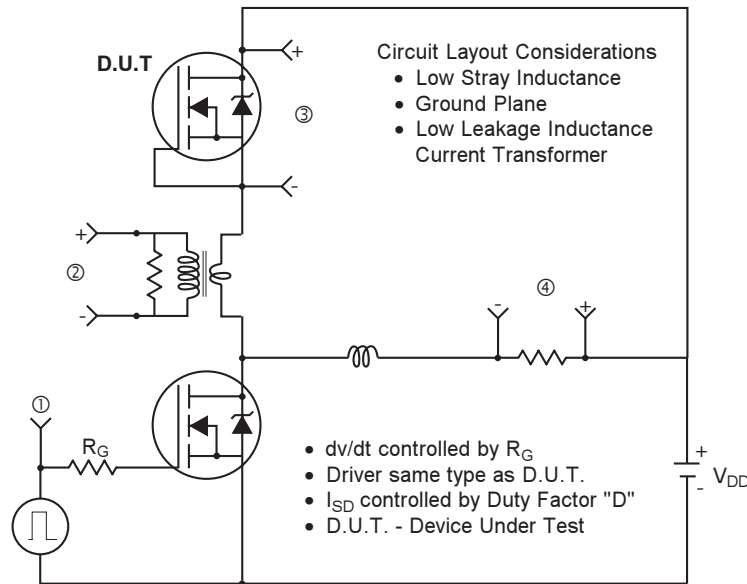 D.U.T
+
③
-
Circuit Layout Considerations
• Low Stray Inductance
• Ground Plane
• Low Leakage Inductance
Current Transformer
+
②
-
-
④
+
①
R_G
• dv/dt controlled by R_G
• Driver same type as D.U.T.
• I_SD controlled by Duty Factor "D"
• D.U.T. - Device Under Test
+
V_DD
-